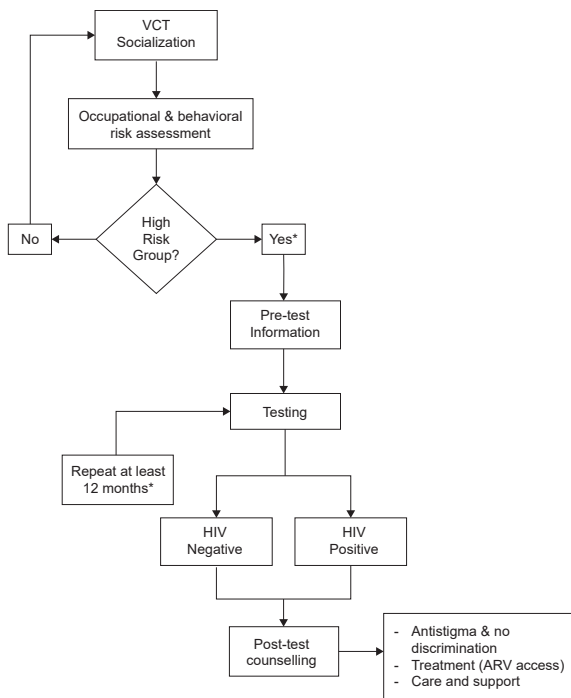 VCT
Socialization
Occupational & behavioral
risk assessment
High
Risk
Group?
No
Yes*
Pre-test
Information
Testing
Repeat at least
12 months*
HIV
Negative
HIV
Positive
Post-test
counselling
- Antistigma & no
discrimination
- Treatment (ARV access)
- Care and support